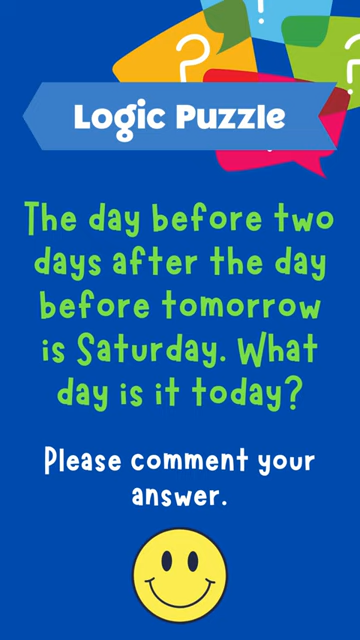 Logic Puzzle
The day before two
days after the day
before tomorrow
is Saturday. What
day is it today?
Please comment your
answer.